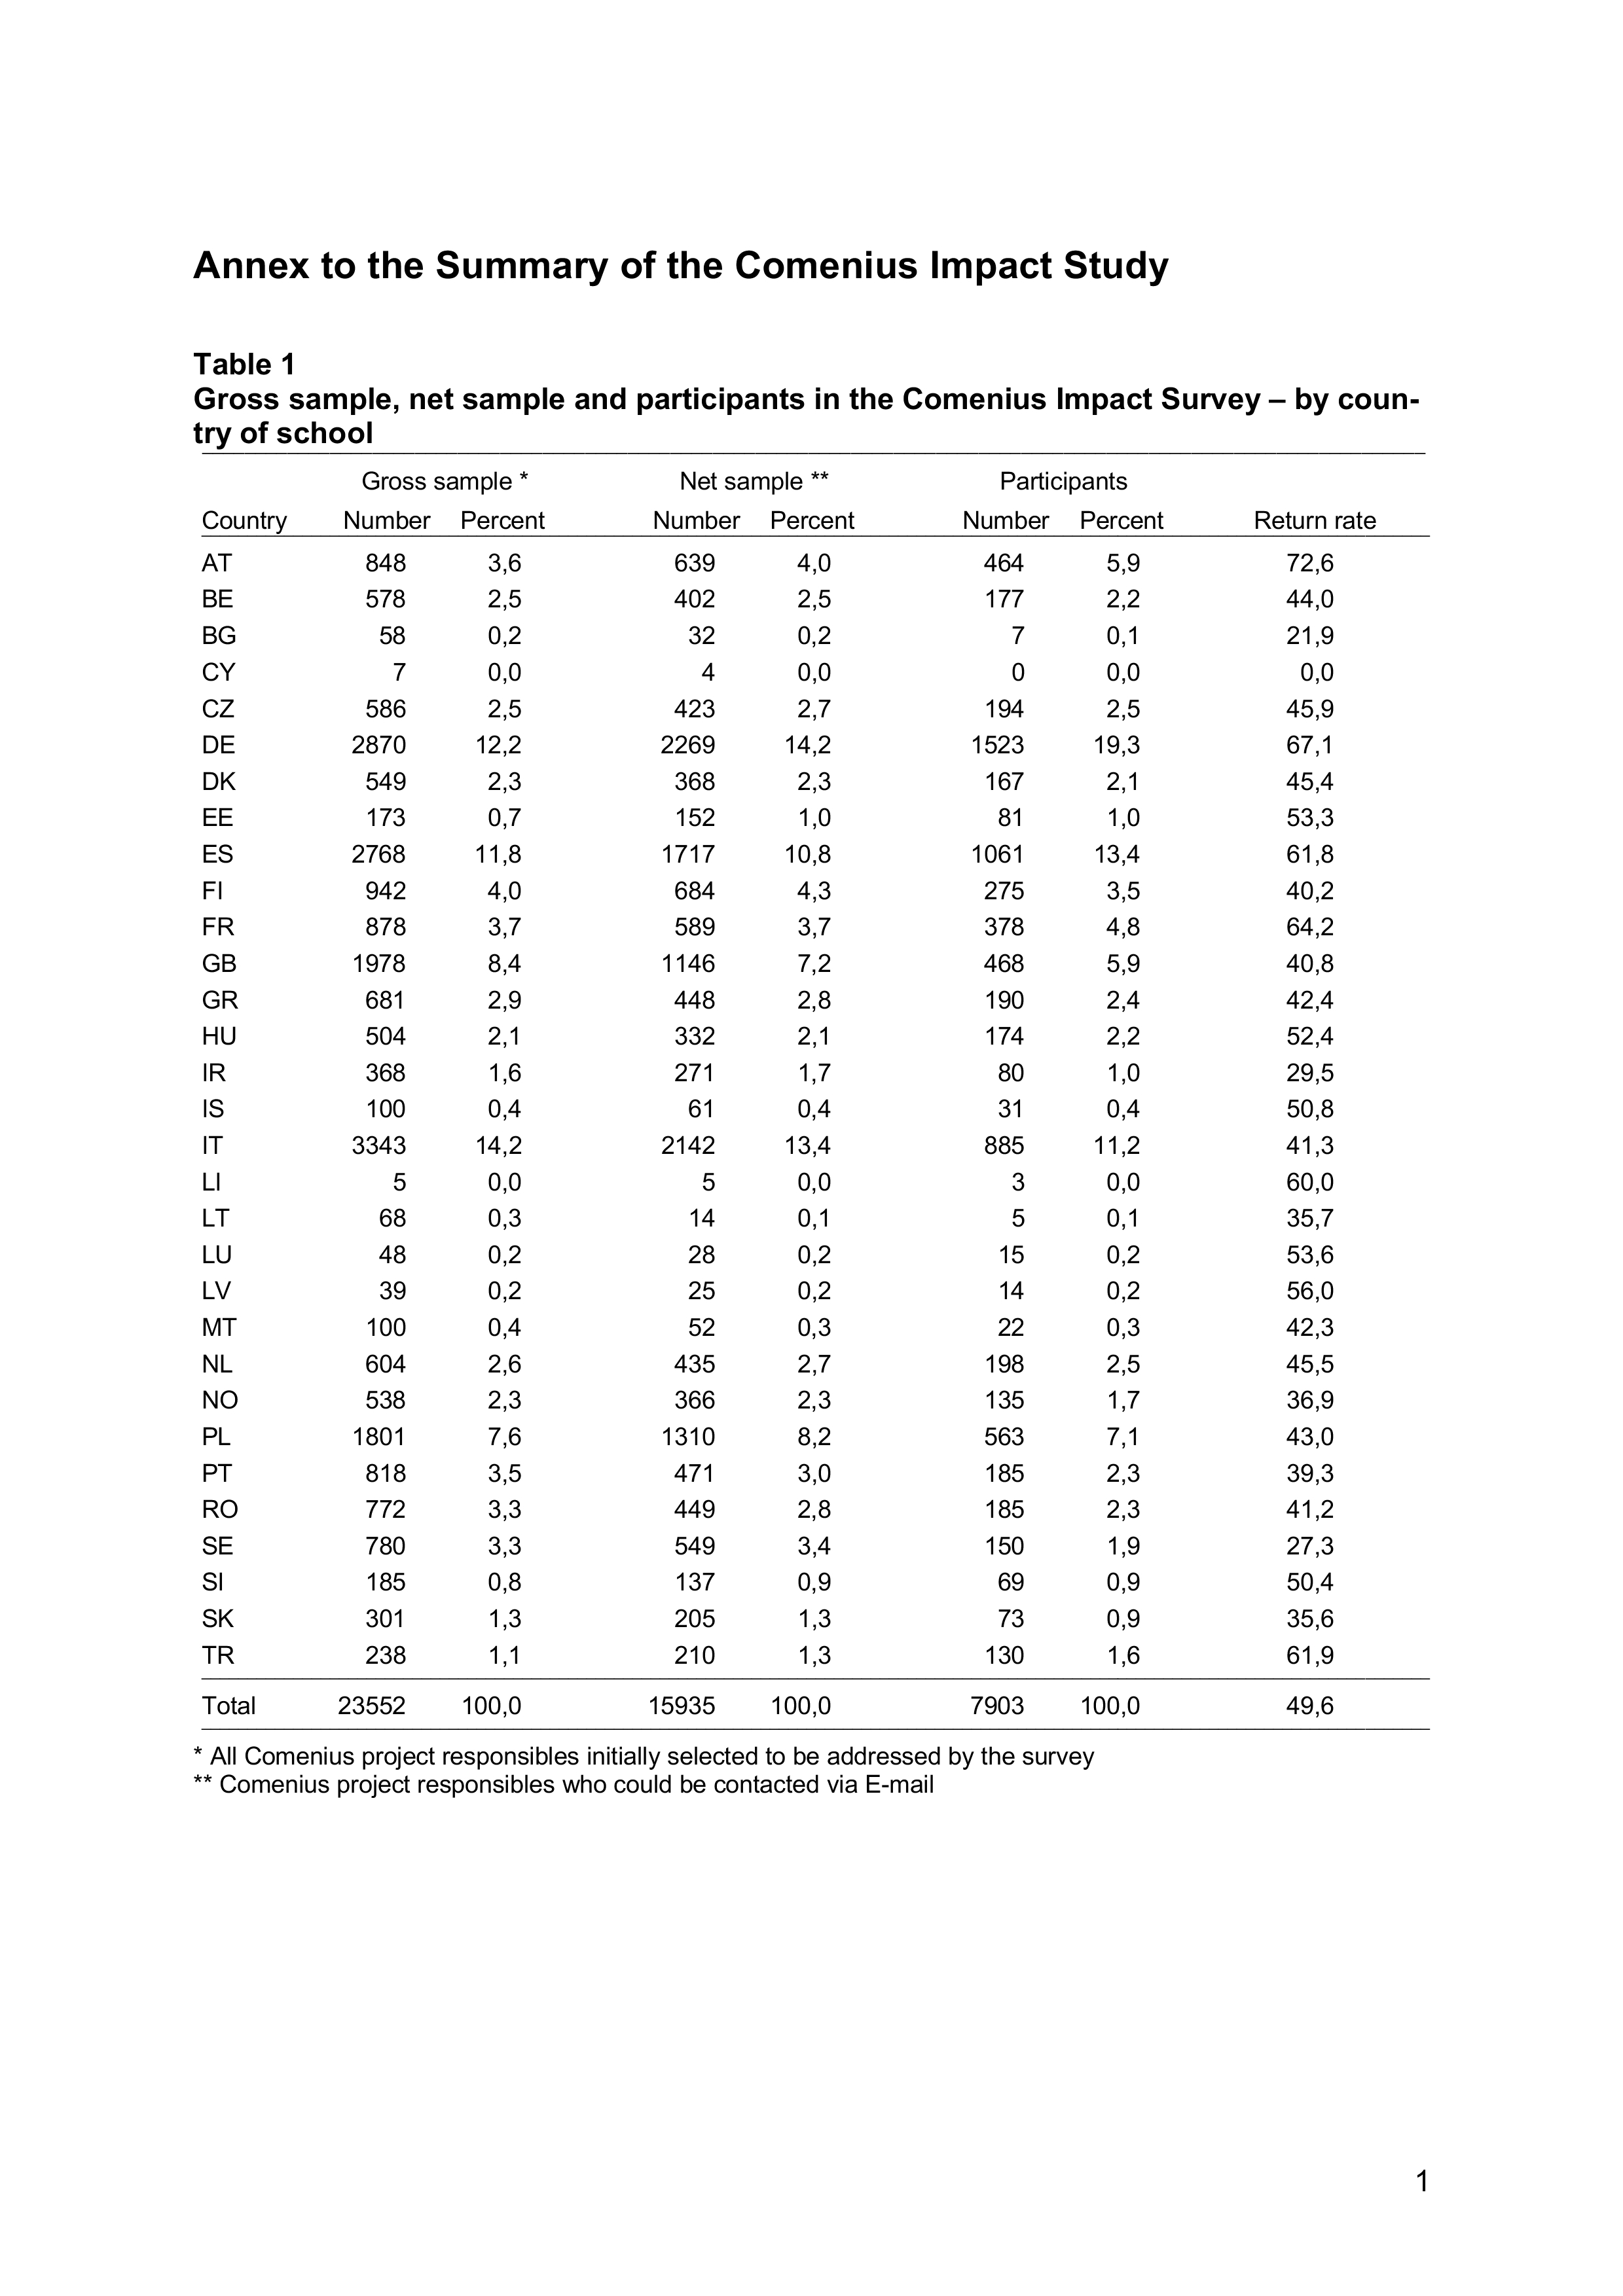 Annex to the Summary of the Comenius Impact Study
Table 1
Gross sample, net sample and participants in the Comenius Impact Survey – by coun-
try of school
Gross sample * Net sample ** Participants
Country Number Percent Number Percent Number Percent Return rate
AT 848 3,6 639 4,0 464 5,9 72,6
BE 578 2,5 402 2,5 177 2,2 44,0
BG 58 0,2 32 0,2 7 0,1 21,9
CY 7 0,0 4 0,0 0 0,0 0,0
CZ 586 2,5 423 2,7 194 2,5 45,9
DE 2870 12,2 2269 14,2 1523 19,3 67,1
DK 549 2,3 368 2,3 167 2,1 45,4
EE 173 0,7 152 1,0 81 1,0 53,3
ES 2768 11,8 1717 10,8 1061 13,4 61,8
FI 942 4,0 684 4,3 275 3,5 40,2
FR 878 3,7 589 3,7 378 4,8 64,2
GB 1978 8,4 1146 7,2 468 5,9 40,8
GR 681 2,9 448 2,8 190 2,4 42,4
HU 504 2,1 332 2,1 174 2,2 52,4
IR 368 1,6 271 1,7 80 1,0 29,5
IS 100 0,4 61 0,4 31 0,4 50,8
IT 3343 14,2 2142 13,4 885 11,2 41,3
LI 5 0,0 5 0,0 3 0,0 60,0
LT 68 0,3 14 0,1 5 0,1 35,7
LU 48 0,2 28 0,2 15 0,2 53,6
LV 39 0,2 25 0,2 14 0,2 56,0
MT 100 0,4 52 0,3 22 0,3 42,3
NL 604 2,6 435 2,7 198 2,5 45,5
NO 538 2,3 366 2,3 135 1,7 36,9
PL 1801 7,6 1310 8,2 563 7,1 43,0
PT 818 3,5 471 3,0 185 2,3 39,3
RO 772 3,3 449 2,8 185 2,3 41,2
SE 780 3,3 549 3,4 150 1,9 27,3
SI 185 0,8 137 0,9 69 0,9 50,4
SK 301 1,3 205 1,3 73 0,9 35,6
TR 238 1,1 210 1,3 130 1,6 61,9
Total 23552 100,0 15935 100,0 7903 100,0 49,6
* All Comenius project responsibles initially selected to be addressed by the survey
** Comenius project responsibles who could be contacted via E-mail
1